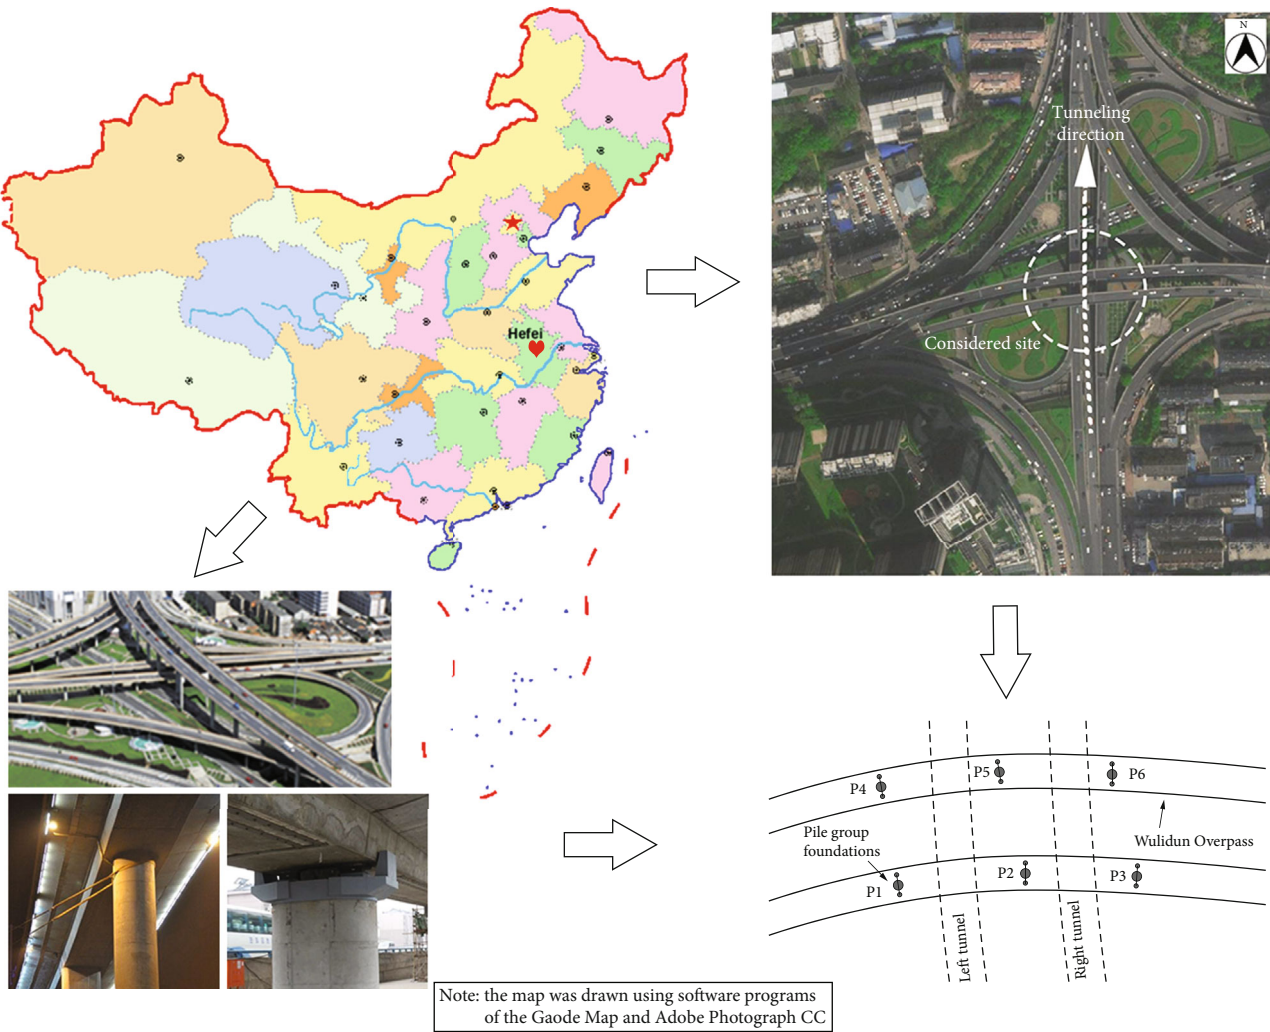 Hefei
N
Tunneling
direction
Considered site
P4
P5
P6
Wulidun Overpass
Pile group
foundations
P1
P2
P3
Left tunnel
Right tunnel
Note: the map was drawn using software programs
of the Gaode Map and Adobe Photograph CC